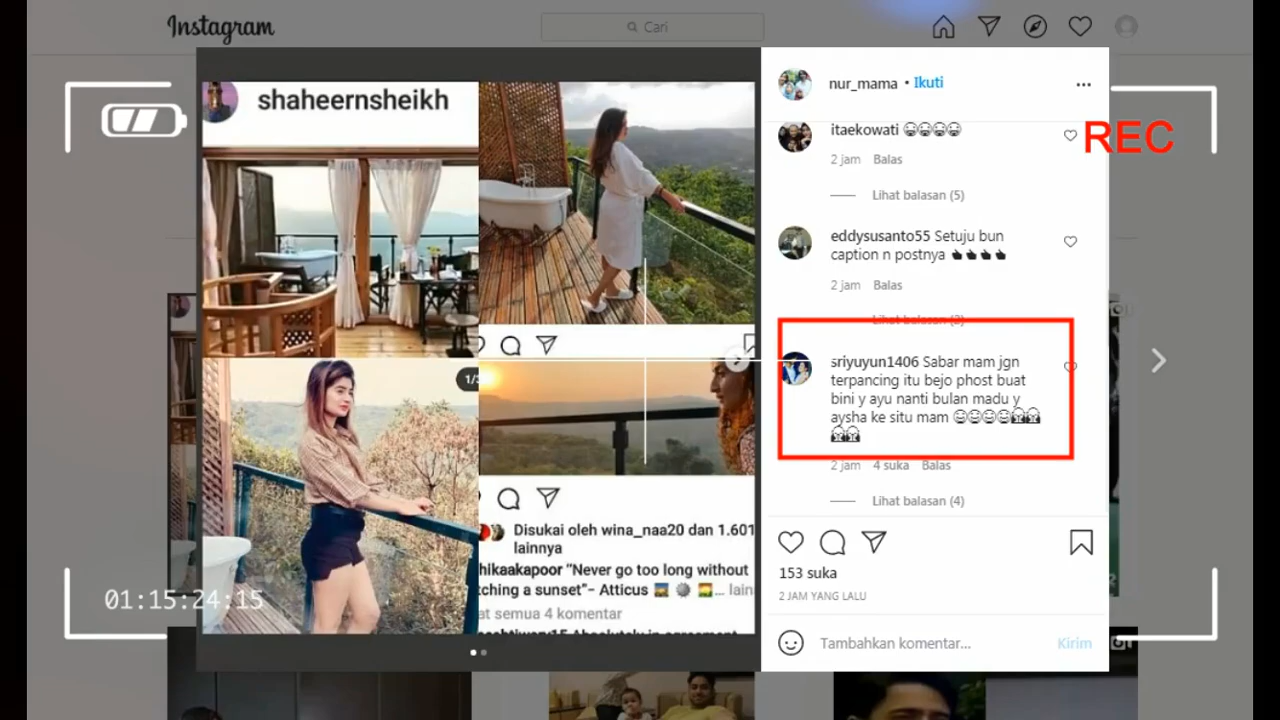 Instagram
Cari
shaheernsheikh
nur_mama • Ikuti
itaekowati
2 jam Balas
Lihat balasan (5)
REC
eddysusanto55 Setuju bun
caption n postnya
2 jam Balas
Lihat balasan
sriyuyun1406 Sabar mam jgn
terpancing itu bejo phost buat
bini y ayu nanti bulan madu y
aysha ke situ mam
2 jam 4 suka Balas
Lihat balasan (4)
1/
Disukai oleh wina_naa20 dan 1.601
lainnya
hikaakapoor “Never go too long without
tching a sunset”- Atticus ... lain
at semua 4 komentar
Absolutely in agreement
153 suka
2 JAM YANG LALU
Tambahkan komentar... Kirim
01:15:24:15